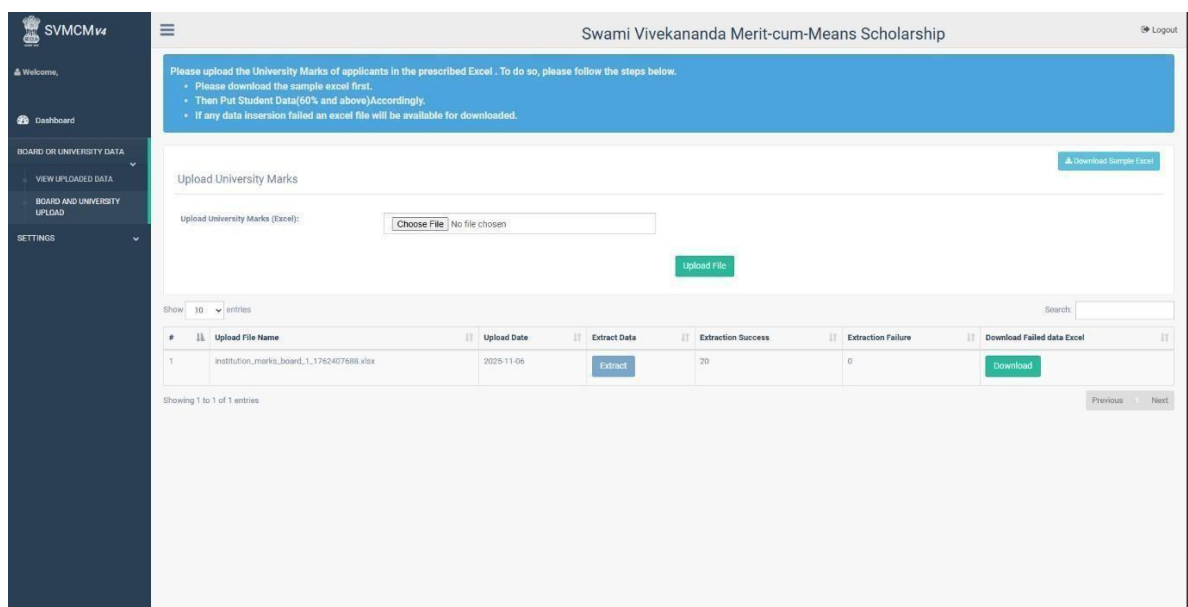 SVMCM V4
Swami Vivekananda Merit-cum-Means Scholarship
Logout
Welcome,
Dashboard
BOARD OR UNIVERSITY DATA
VIEW UPLOADED DATA
BOARD AND UNIVERSITY
UPLOAD
SETTINGS
Please upload the University Marks of applicants in the prescribed Excel . To do so, please follow the steps below.
• Please download the sample excel first.
• Then Put Student Data(60% and above)Accordingly.
• If any data insersion failed an excel file will be available for downloaded.
Download Sample Excel
Upload University Marks
Upload University Marks (Excel):
Choose File No file chosen
Upload File
Show 10 entries
Search:
# Upload File Name Upload Date Extract Data Extraction Success Extraction Failure Download Failed data Excel
1 institution_marks_board_1_1762407688.xlsx 2025-11-06 Extract 20 0 Download
Showing 1 to 1 of 1 entries
Previous 1 Next